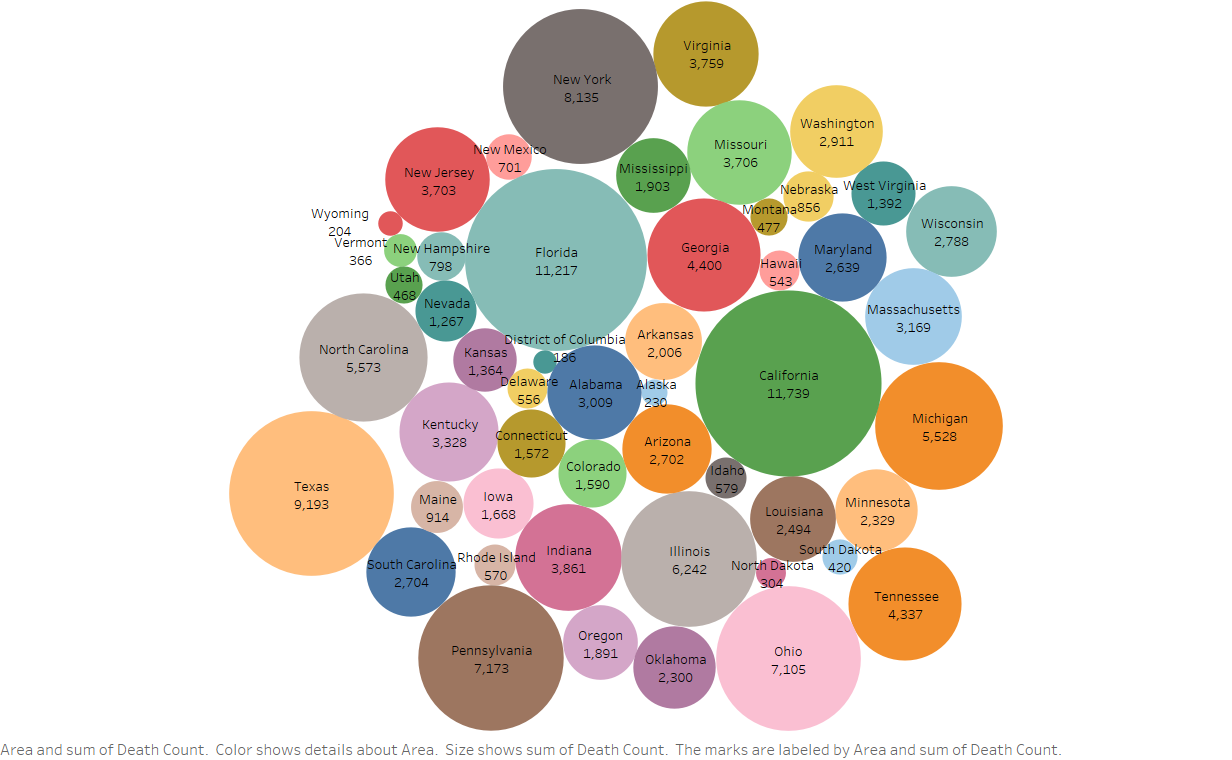 Virginia
3,759
New York
8,135
Washington
2,911
Missouri
3,706
New Mexico
701
Mississippi
1,903
New Jersey
3,703
Nebraska
856
West Virginia
1,392
Montana
477
Wyoming
204
Wisconsin
2,788
Vermont
366
New Hampshire
798
Florida
11,217
Georgia
4,400
Hawaii
543
Maryland
2,639
Utah
468
Nevada
1,267
Massachusetts
3,169
North Carolina
5,573
Kansas
1,364
District of Columbia
186
Arkansas
2,006
California
11,739
Delaware
556
Alabama
3,009
Alaska
230
Michigan
5,528
Kentucky
3,328
Connecticut
1,572
Arizona
2,702
Colorado
1,590
Idaho
579
Texas
9,193
Maine
914
Iowa
1,668
Louisiana
2,494
Minnesota
2,329
South Carolina
2,704
Rhode Island
570
Indiana
3,861
Illinois
6,242
North Dakota
304
South Dakota
420
Tennessee
4,337
Pennsylvania
7,173
Oregon
1,891
Oklahoma
2,300
Ohio
7,105
Area and sum of Death Count.  Color shows details about Area.  Size shows sum of Death Count.  The marks are labeled by Area and sum of Death Count.